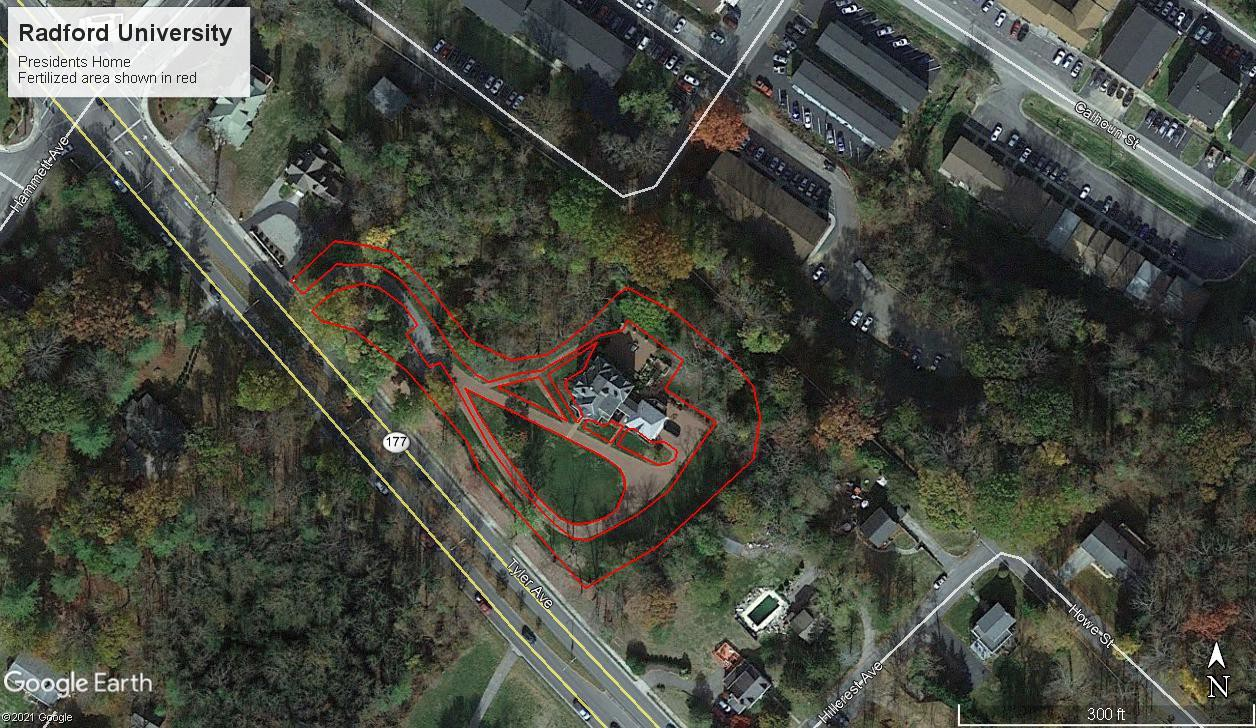 Radford University
Presidents Home
Fertilized area shown in red
Hammett Ave
Calhoun St
177
Tyler Ave
Howe St
Hillcrest Ave
N
300 ft
Google Earth
©2021 Google